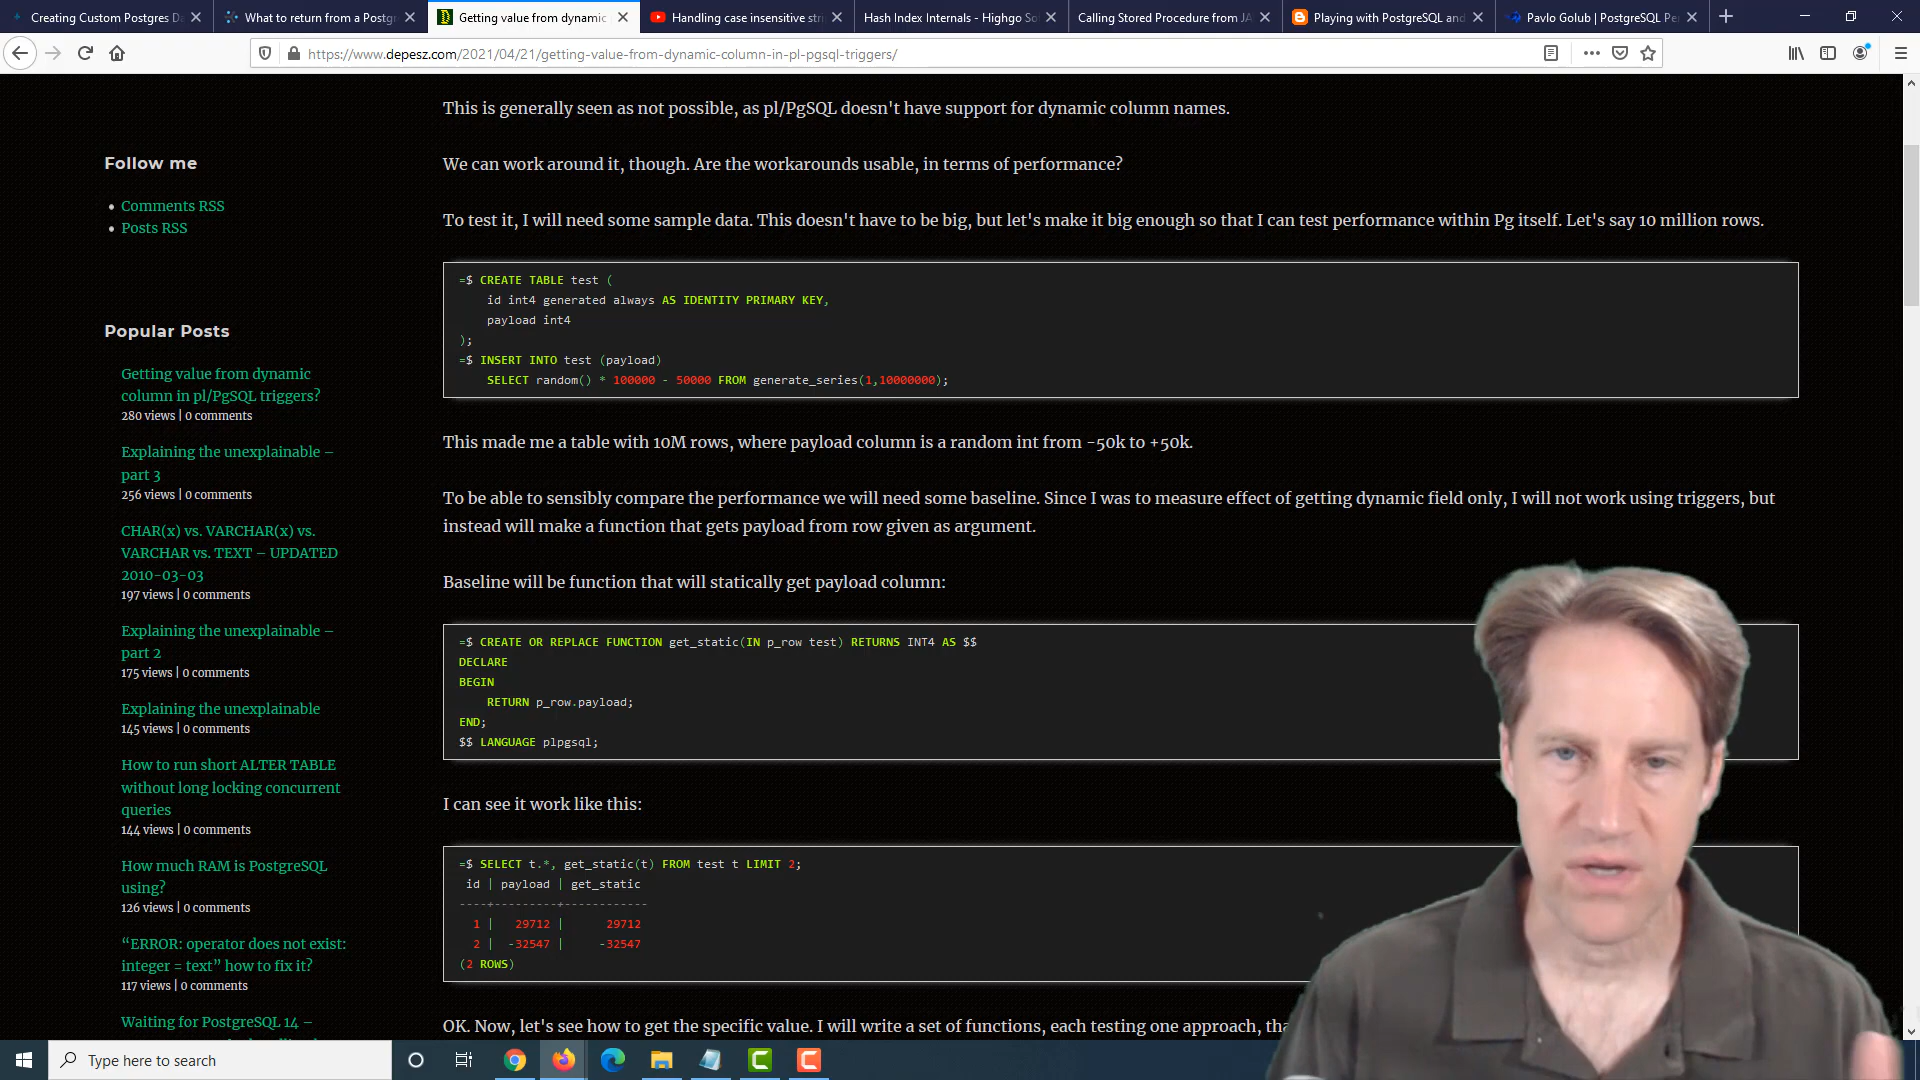 Creating Custom Postgres Da
What to return from a Postgr
Getting value from dynamic
Handling case insensitive stri
Hash Index Internals - Highgo So
Calling Stored Procedure from JA
Playing with PostgreSQL and
Pavlo Golub | PostgreSQL Pe
https://www.depesz.com/2021/04/21/getting-value-from-dynamic-column-in-pl-pgsql-triggers/
Follow me
Comments RSS
Posts RSS
Popular Posts
Getting value from dynamic
column in pl/PgSQL triggers?
280 views | 0 comments
Explaining the unexplainable –
part 3
256 views | 0 comments
CHAR(x) vs. VARCHAR(x) vs.
VARCHAR vs. TEXT – UPDATED
2010-03-03
197 views | 0 comments
Explaining the unexplainable –
part 2
175 views | 0 comments
Explaining the unexplainable
145 views | 0 comments
How to run short ALTER TABLE
without long locking concurrent
queries
144 views | 0 comments
How much RAM is PostgreSQL
using?
126 views | 0 comments
“ERROR: operator does not exist:
integer = text” how to fix it?
117 views | 0 comments
Waiting for PostgreSQL 14 –
This is generally seen as not possible, as pl/PgSQL doesn't have support for dynamic column names.
We can work around it, though. Are the workarounds usable, in terms of performance?
To test it, I will need some sample data. This doesn't have to be big, but let's make it big enough so that I can test performance within Pg itself. Let's say 10 million rows.
=$ CREATE TABLE test (
id int4 generated always AS IDENTITY PRIMARY KEY,
payload int4
);
=$ INSERT INTO test (payload)
SELECT random() * 100000 - 50000 FROM generate_series(1,10000000);
This made me a table with 10M rows, where payload column is a random int from -50k to +50k.
To be able to sensibly compare the performance we will need some baseline. Since I was to measure effect of getting dynamic field only, I will not work using triggers, but
instead will make a function that gets payload from row given as argument.
Baseline will be function that will statically get payload column:
=$ CREATE OR REPLACE FUNCTION get_static(IN p_row test) RETURNS INT4 AS $$
DECLARE
BEGIN
RETURN p_row.payload;
END;
$$ LANGUAGE plpgsql;
I can see it work like this:
=$ SELECT t.*, get_static(t) FROM test t LIMIT 2;
id | payload | get_static
----+---------+------------
1 | 29712 | 29712
2 | -32547 | -32547
(2 ROWS)
OK. Now, let's see how to get the specific value. I will write a set of functions, each testing one approach, tha
Type here to search